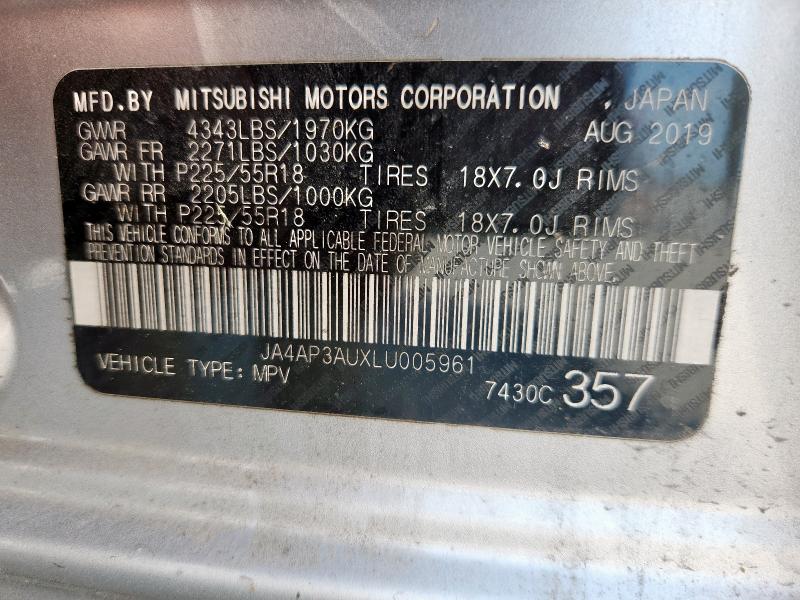 MFD.BY MITSUBISHI MOTORS CORPORATION , JAPAN
GVWR 4343LBS/1970KG AUG 2019
GAWR FR 2271LBS/1030KG
WITH P225/55R18 TIRES 18X7.0J RIMS
GAWR RR 2205LBS/1000KG
WITH P225/55R18 TIRES 18X7.0J RIMS
THIS VEHICLE CONFORMS TO ALL APPLICABLE FEDERAL MOTOR VEHICLE SAFETY AND THEFT
PREVENTION STANDARDS IN EFFECT ON THE DATE OF MANUFACTURE SHOWN ABOVE.
JA4AP3AUXLU005961
VEHICLE TYPE: MPV
7430C 357